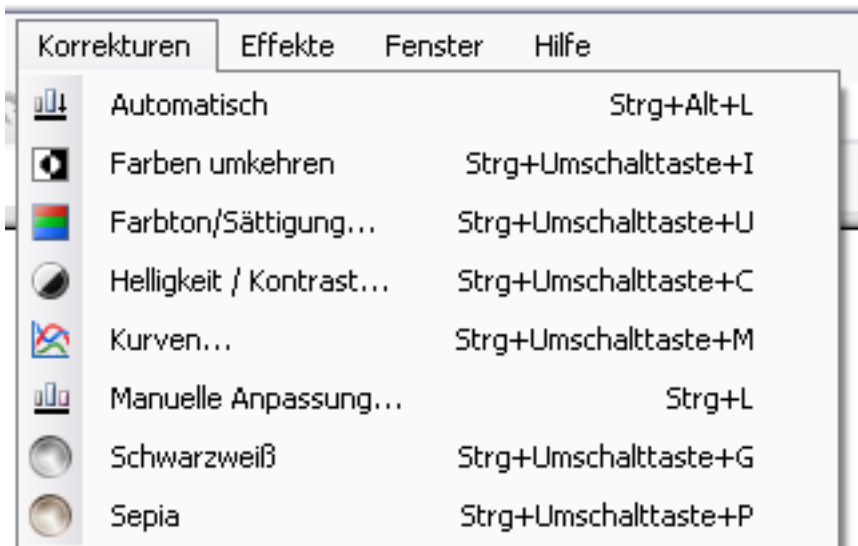 Korrekturen Effekte Fenster Hilfe
Automatisch Strg+Alt+L
Farben umkehren Strg+Umschalttaste+I
Farbton/Sättigung... Strg+Umschalttaste+U
Helligkeit / Kontrast... Strg+Umschalttaste+C
Kurven... Strg+Umschalttaste+M
Manuelle Anpassung... Strg+L
Schwarzweiß Strg+Umschalttaste+G
Sepia Strg+Umschalttaste+P